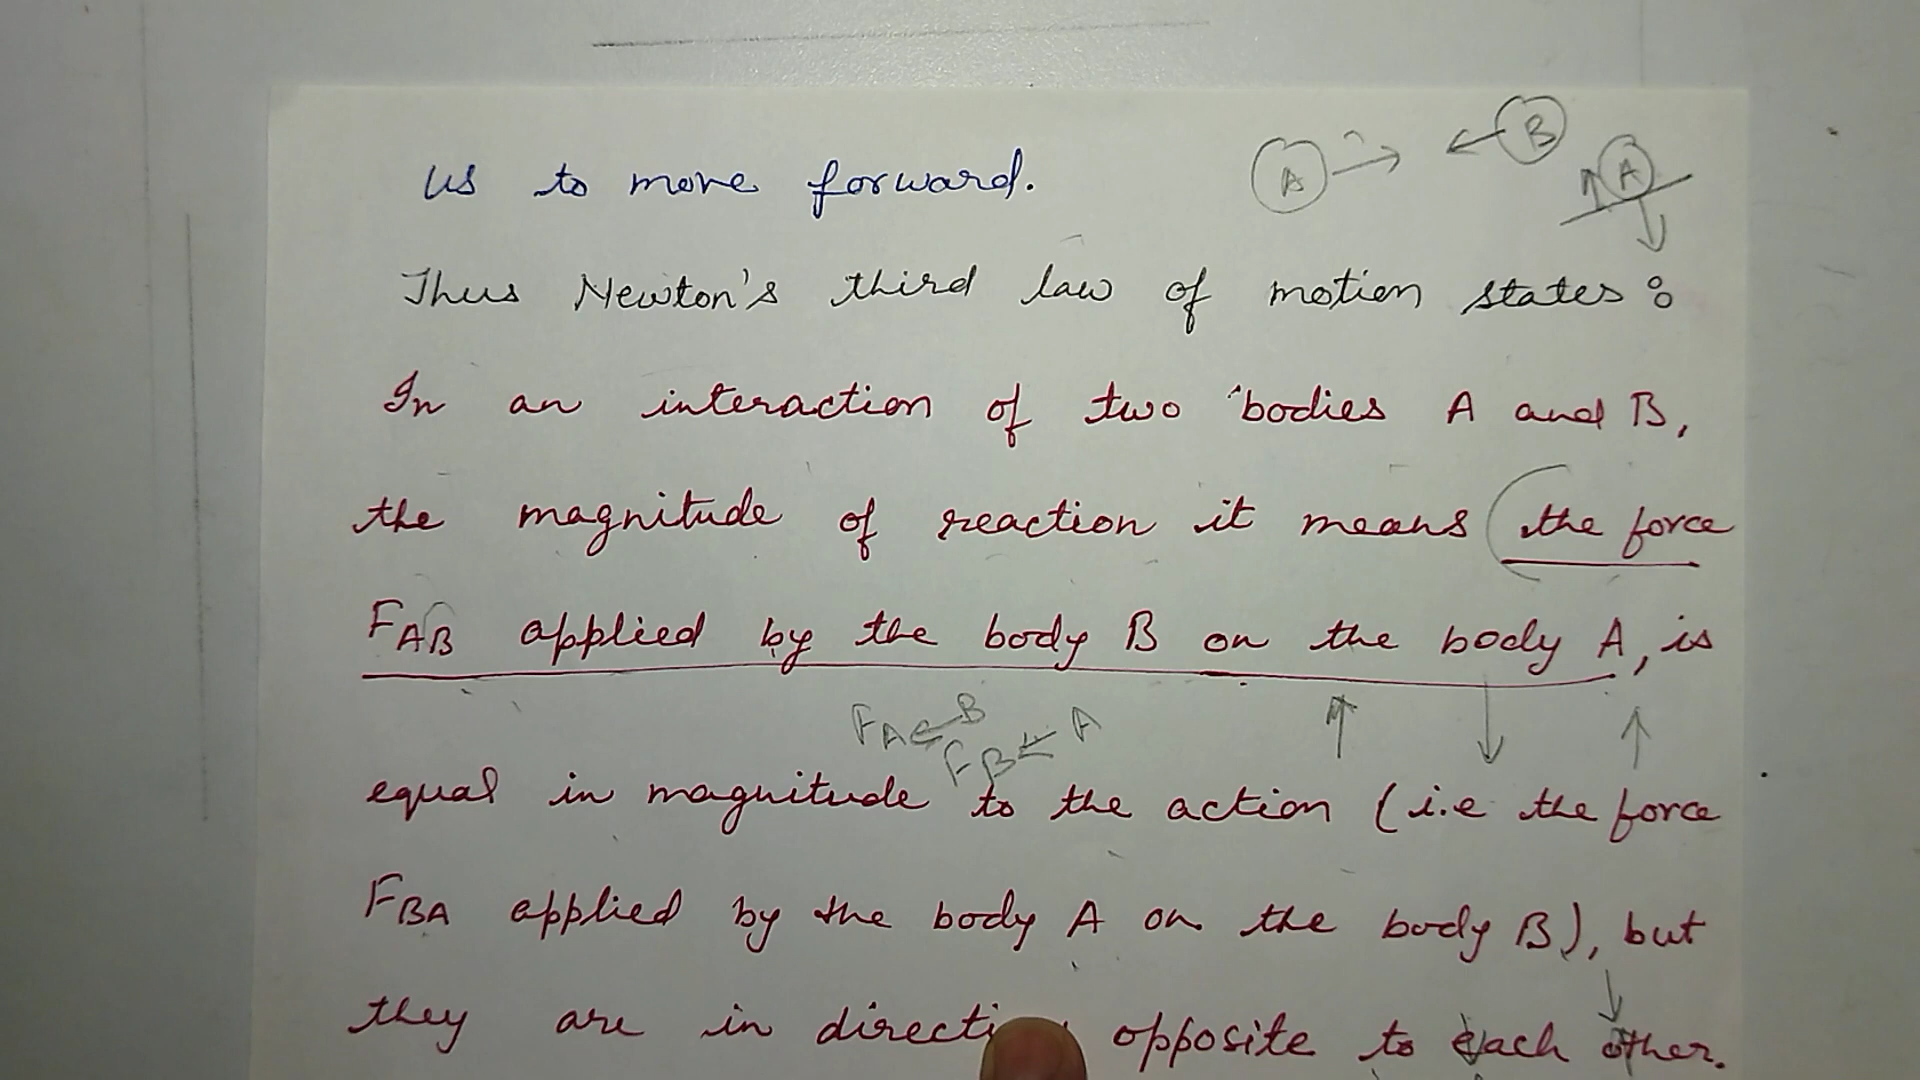 A B
A
us to move forward.
Thus Newton's third law of motion states:
In an interaction of two bodies A and B,
the magnitude of reaction it means (the force
FAB applied by the body B on the body A, is
FA B
FB A
equal in magnitude to the action (i.e the force
FBA applied by the body A on the body B), but
they are in opposite to each other.